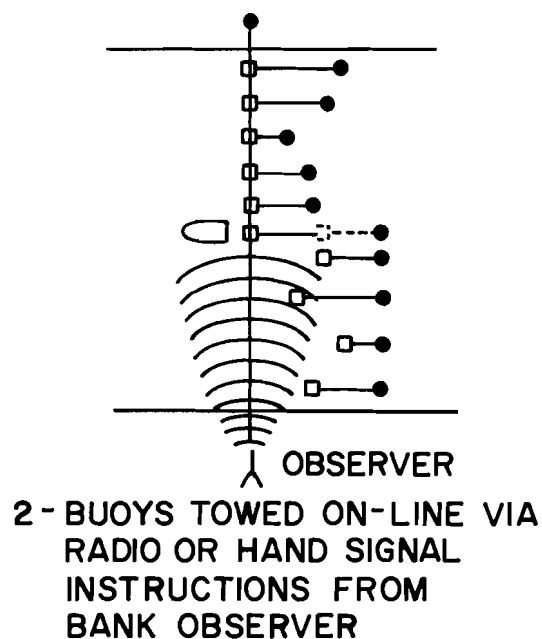 OBSERVER
2- BUOYS TOWED ON-LINE VIA
RADIO OR HAND SIGNAL
INSTRUCTIONS FROM
BANK OBSERVER